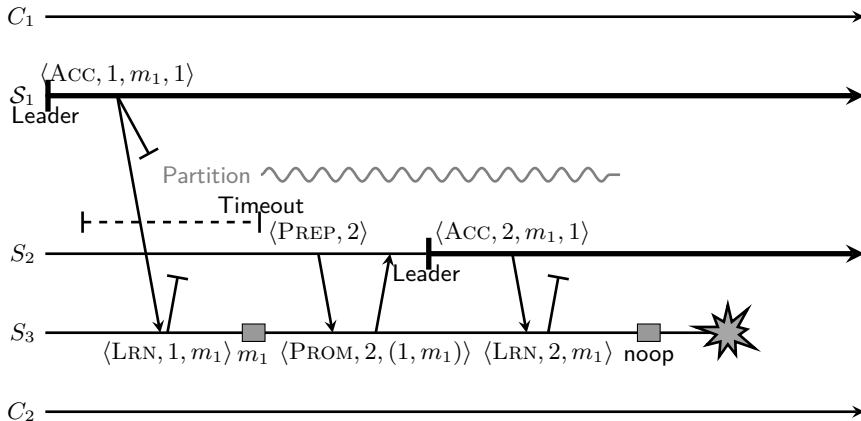 C₁
⟨ACC, 1, m₁, 1⟩
S₁
Leader
Partition
Timeout
⟨PREP, 2⟩
⟨ACC, 2, m₁, 1⟩
S₂
Leader
S₃
⟨LRN, 1, m₁⟩ m₁ ⟨PROM, 2, (1, m₁)⟩ ⟨LRN, 2, m₁⟩ noop
C₂